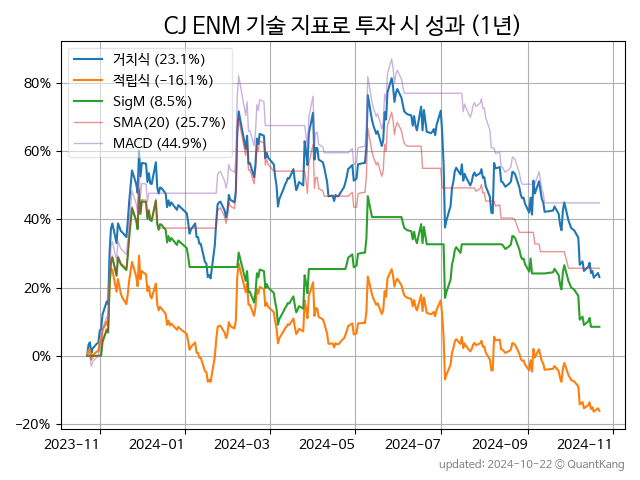 CJ ENM 기술 지표로 투자 시 성과 (1년)
거치식 (23.1%)
적립식 (−16.1%)
SigM (8.5%)
SMA(20) (25.7%)
MACD (44.9%)
80%
60%
40%
20%
0%
−20%
2023-11 2024-01 2024-03 2024-05 2024-07 2024-09 2024-11
updated: 2024-10-22 © QuantKang